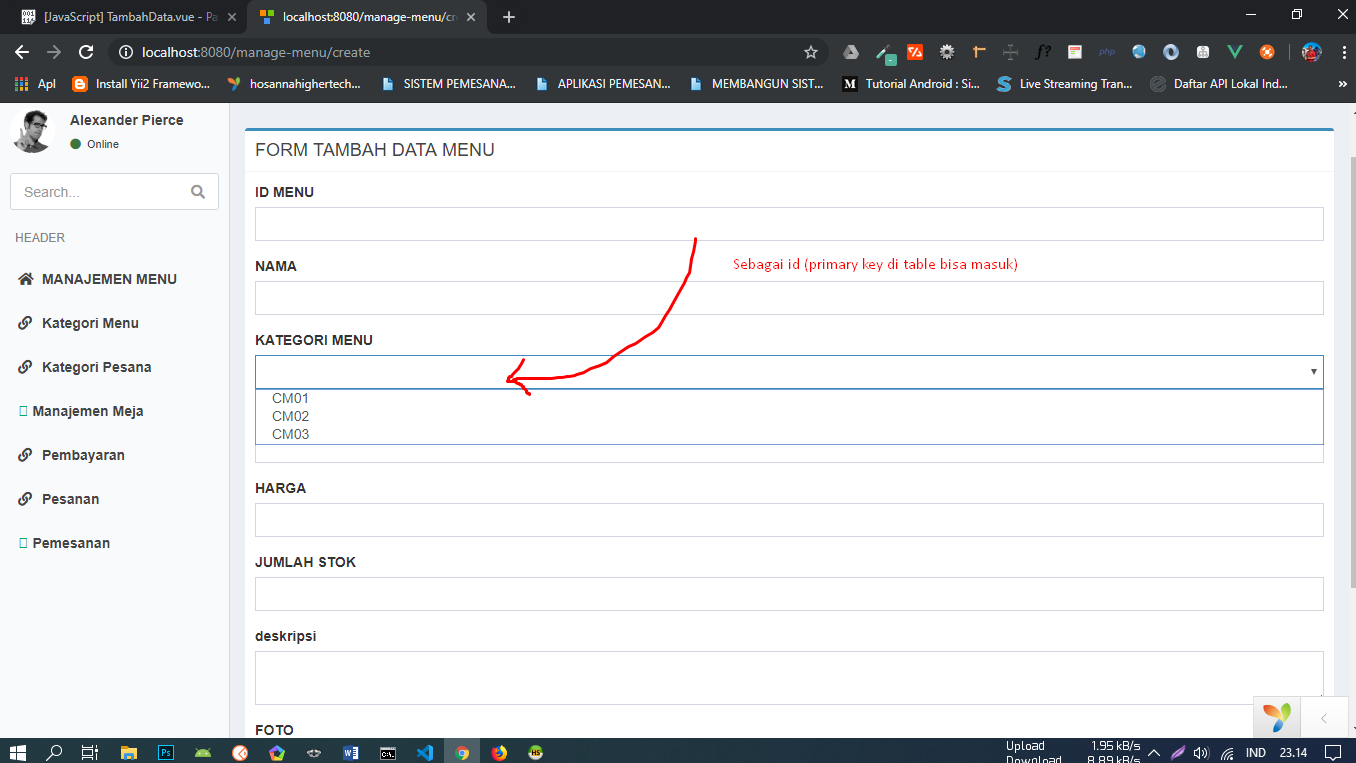 [JavaScript] TambahData.vue - Pa
localhost:8080/manage-menu/cr
localhost:8080/manage-menu/create
Apl
Install Yii2 Framewo...
hosannahighertech...
SISTEM PEMESANA...
APLIKASI PEMESAN...
MEMBANGUN SIST...
Tutorial Android : Si...
Live Streaming Tran...
Daftar API Lokal Ind...
Alexander Pierce
Online
Search...
HEADER
MANAJEMEN MENU
Kategori Menu
Kategori Pesana
Manajemen Meja
Pembayaran
Pesanan
Pemesanan
FORM TAMBAH DATA MENU
ID MENU
NAMA
Sebagai id (primary key di table bisa masuk)
KATEGORI MENU
CM01
CM02
CM03
HARGA
JUMLAH STOK
deskripsi
FOTO
Upload 1.95 kB/s
Download 8.89 kB/s
IND
23.14